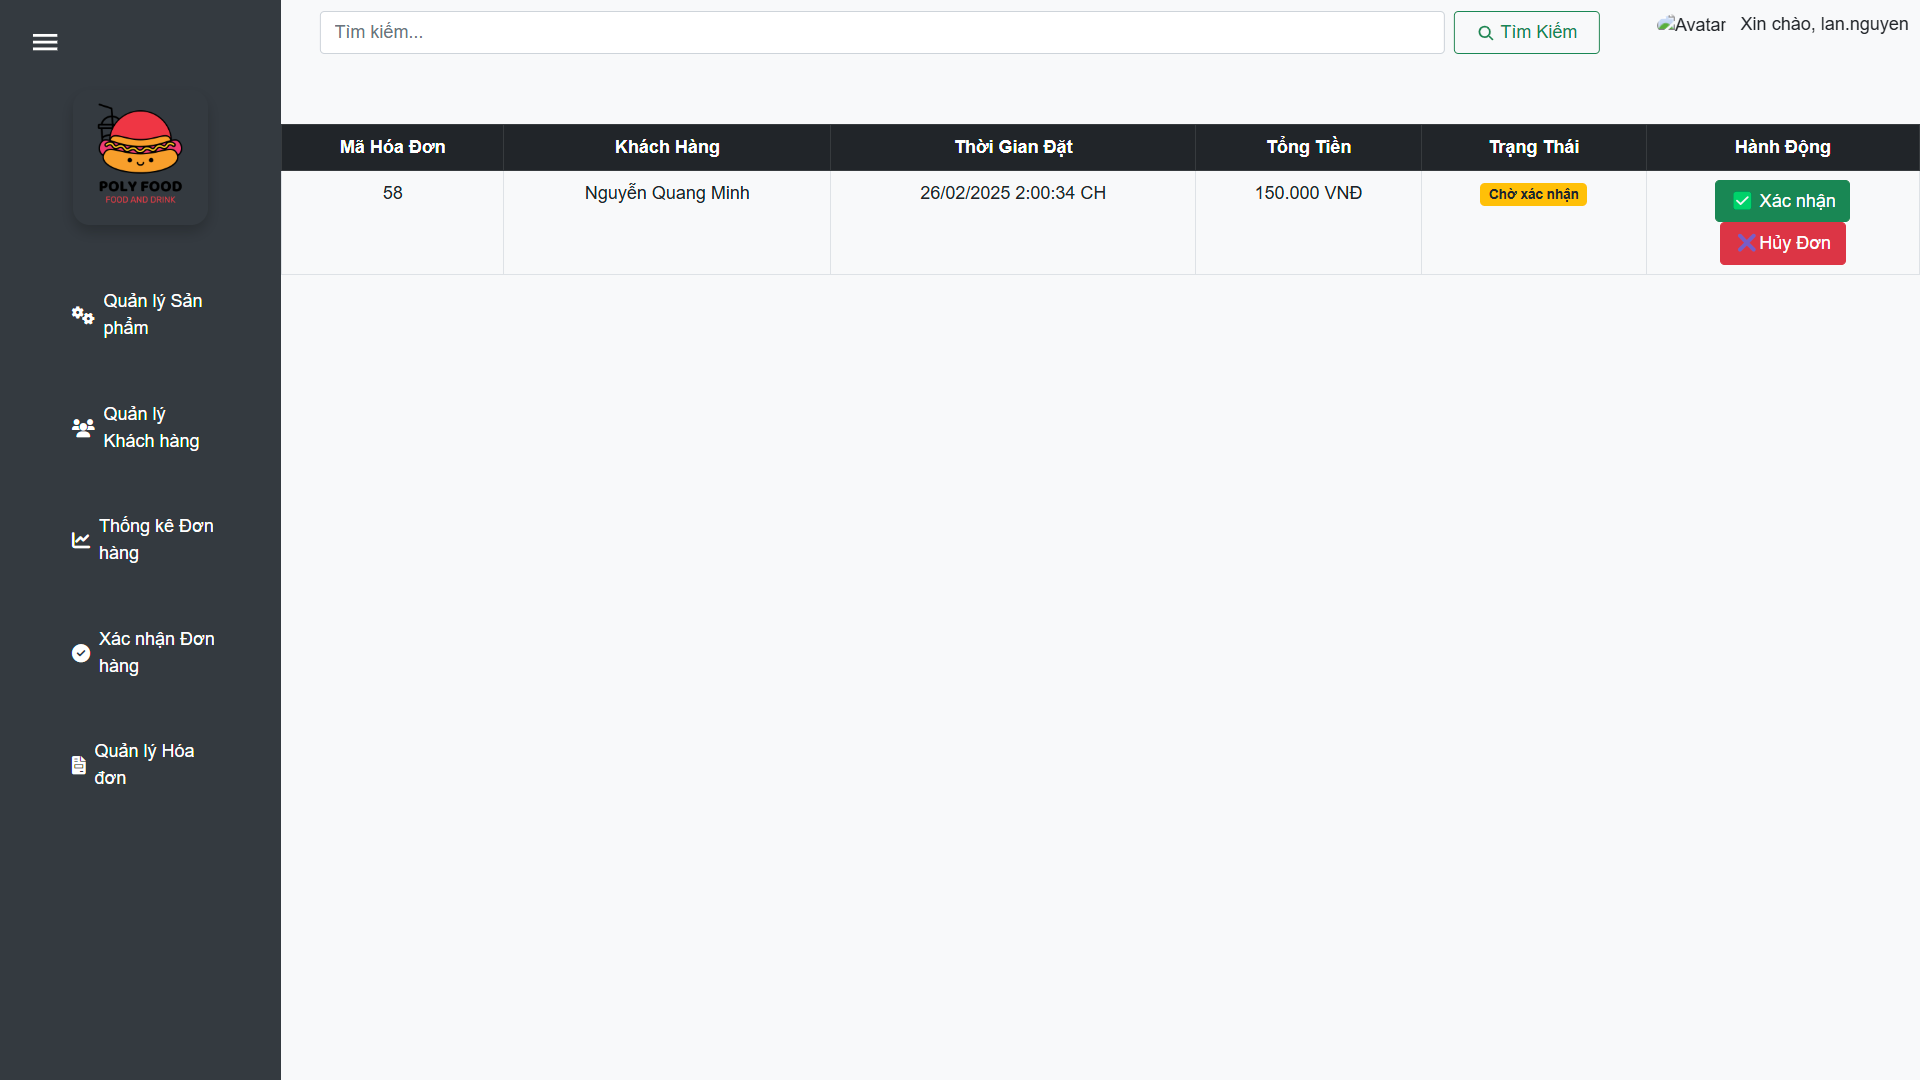 Tìm kiếm...
Tìm Kiếm
Avatar
Xin chào, lan.nguyen
POLY FOOD
FOOD AND DRINK
Quản lý Sản
phẩm
Quản lý
Khách hàng
Thống kê Đơn
hàng
Xác nhận Đơn
hàng
Quản lý Hóa
đơn
Mã Hóa Đơn
Khách Hàng
Thời Gian Đặt
Tổng Tiền
Trạng Thái
Hành Động
58
Nguyễn Quang Minh
26/02/2025 2:00:34 CH
150.000 VNĐ
Chờ xác nhận
Xác nhận
Hủy Đơn